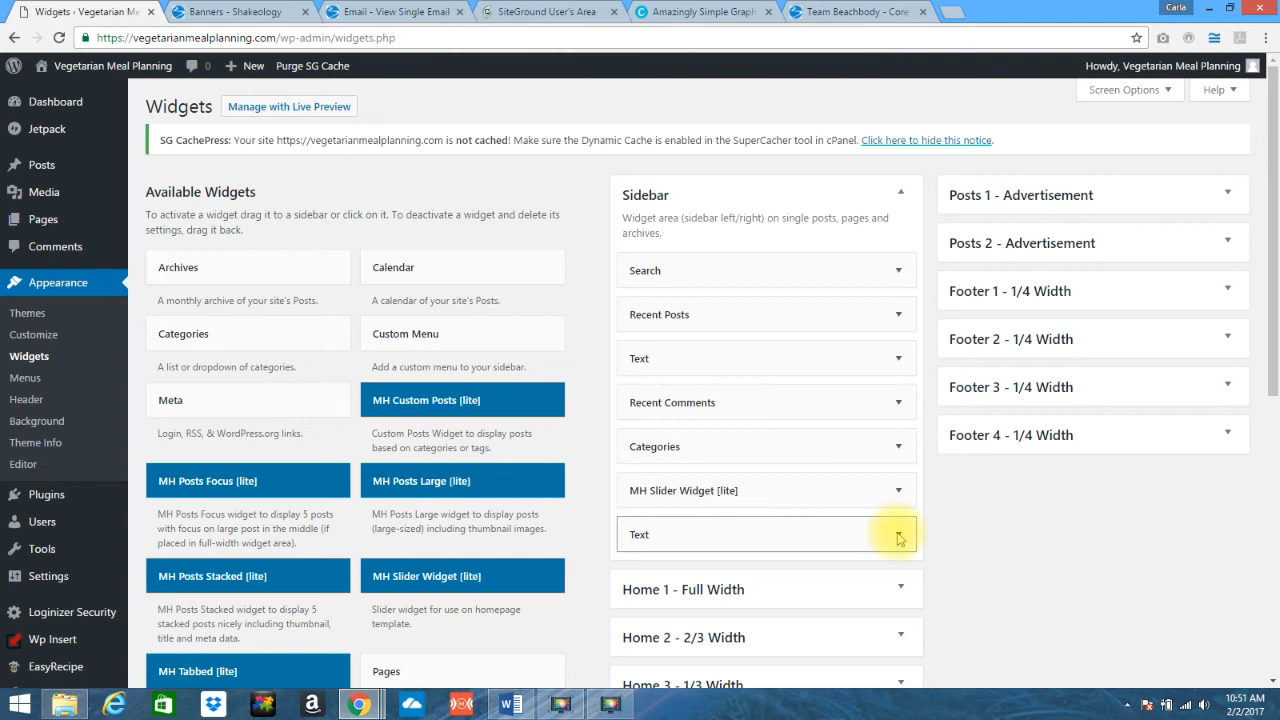 Widgets ‹ Vegetarian Meal
Banners - Shakeology
Email - View Single Email
SiteGround User's Area
Amazingly Simple Graph
Team Beachbody - Core
Carla
https://vegetarianmealplanning.com/wp-admin/widgets.php
Vegetarian Meal Planning
0
New
Purge SG Cache
Howdy, Vegetarian Meal Planning
Dashboard
Jetpack
Posts
Media
Pages
Comments
Appearance
Themes
Customize
Widgets
Menus
Header
Background
Theme Info
Editor
Plugins
Users
Tools
Settings
Loginizer Security
Wp Insert
EasyRecipe
Screen Options
Help
Widgets
Manage with Live Preview
SG CachePress: Your site https://vegetarianmealplanning.com is not cached! Make sure the Dynamic Cache is enabled in the SuperCacher tool in cPanel. Click here to hide this notice.
Available Widgets
To activate a widget drag it to a sidebar or click on it. To deactivate a widget and delete its
settings, drag it back.
Archives
A monthly archive of your site's Posts.
Calendar
A calendar of your site's Posts.
Categories
A list or dropdown of categories.
Custom Menu
Add a custom menu to your sidebar.
Meta
Login, RSS, & WordPress.org links.
MH Custom Posts [lite]
Custom Posts Widget to display posts
based on categories or tags.
MH Posts Focus [lite]
MH Posts Focus widget to display 5 posts
with focus on large post in the middle (if
placed in full-width widget area).
MH Posts Large [lite]
MH Posts Large widget to display posts
(large-sized) including thumbnail images.
MH Posts Stacked [lite]
MH Posts Stacked widget to display 5
stacked posts nicely including thumbnail,
title and meta data.
MH Slider Widget [lite]
Slider widget for use on homepage
template.
MH Tabbed [lite]
Pages
Sidebar
Widget area (sidebar left/right) on single posts, pages and
archives.
Search
Recent Posts
Text
Recent Comments
Categories
MH Slider Widget [lite]
Text
Home 1 - Full Width
Home 2 - 2/3 Width
Home 3 - 1/3 Width
Posts 1 - Advertisement
Posts 2 - Advertisement
Footer 1 - 1/4 Width
Footer 2 - 1/4 Width
Footer 3 - 1/4 Width
Footer 4 - 1/4 Width
10:51 AM
2/2/2017